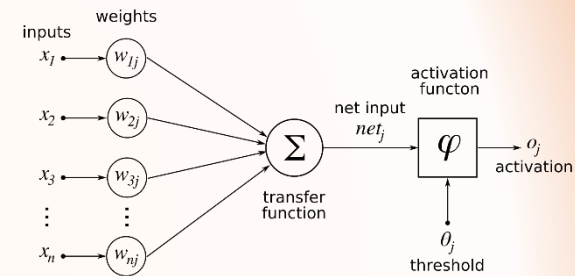 inputs
weights
x₁
w₁ⱼ
x₂
w₂ⱼ
x₃
w₃ⱼ
⋮
⋮
xₙ
wₙⱼ
Σ
transfer
function
net input
netⱼ
activation
functon
φ
oⱼ
activation
θⱼ
threshold